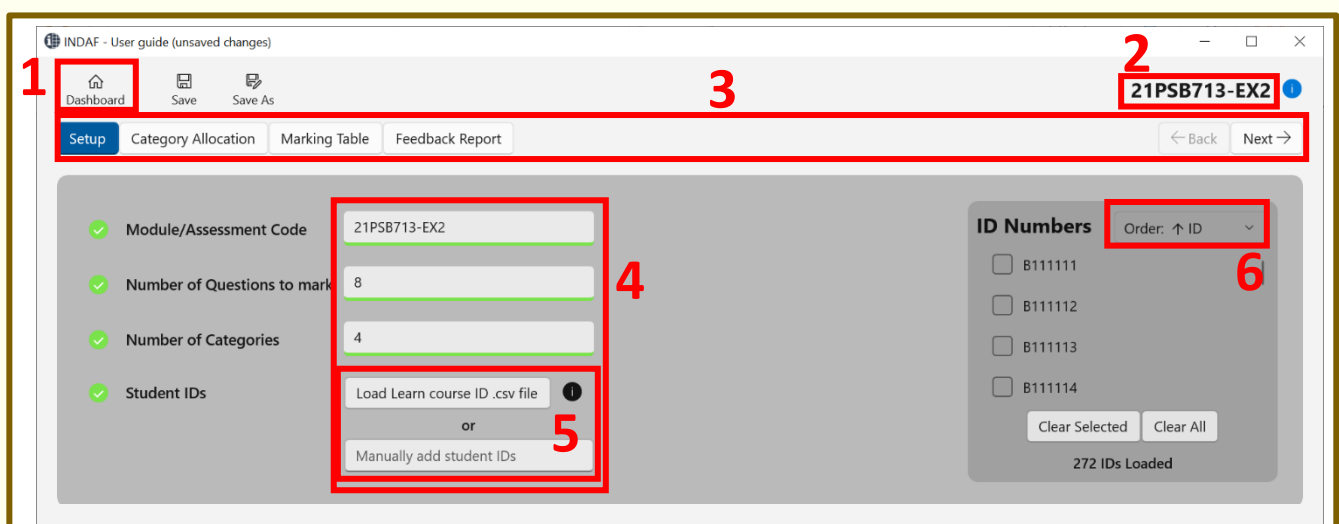 INDAF - User guide (unsaved changes)
1
2
3
Dashboard Save Save As
21PSB713-EX2
Setup Category Allocation Marking Table Feedback Report ← Back Next →
Module/Assessment Code 21PSB713-EX2
ID Numbers Order: ↑ ID
B111111
6
Number of Questions to mark 8
4
B111112
Number of Categories 4
B111113
Student IDs Load Learn course ID .csv file
B111114
or
5
Clear Selected Clear All
Manually add student IDs
272 IDs Loaded